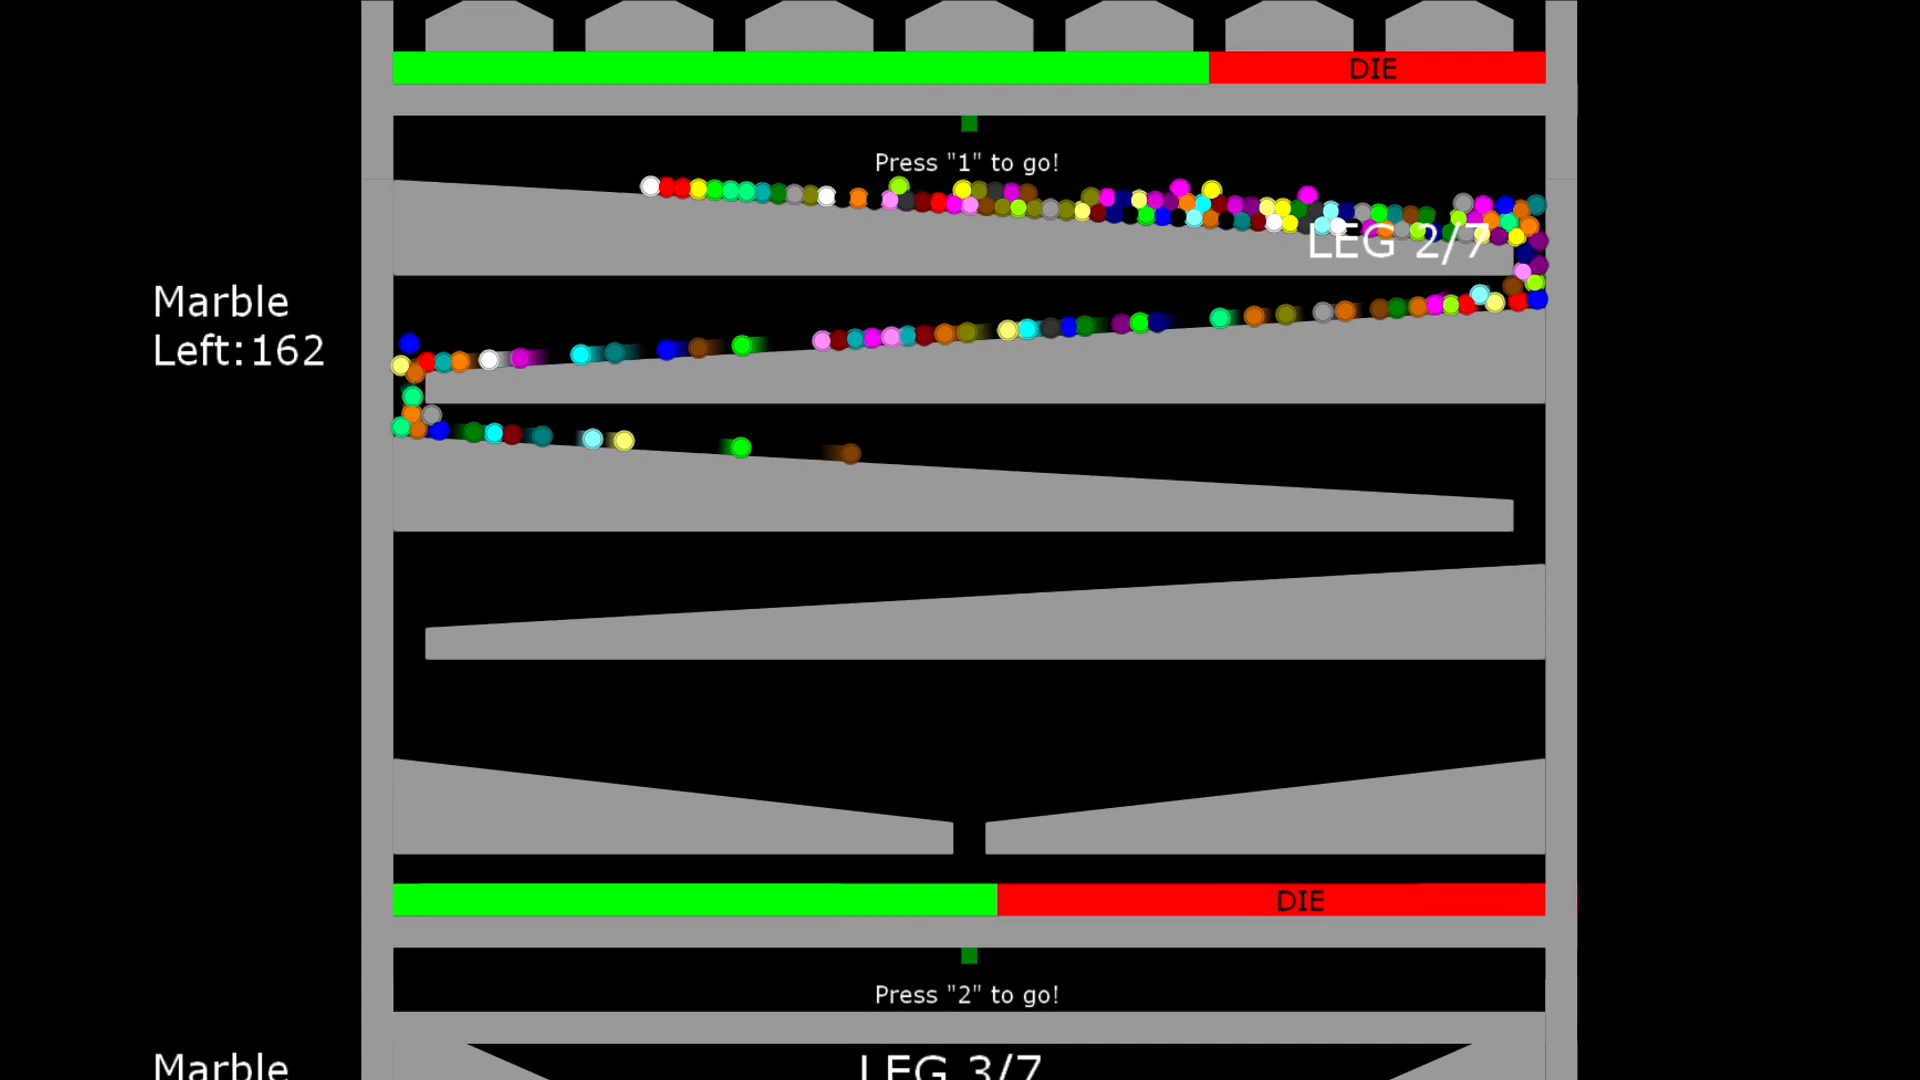 DIE
Press "1" to go!
LEG 2/7
Marble
Left:162
DIE
Press "2" to go!
Marble
LEG 3/7